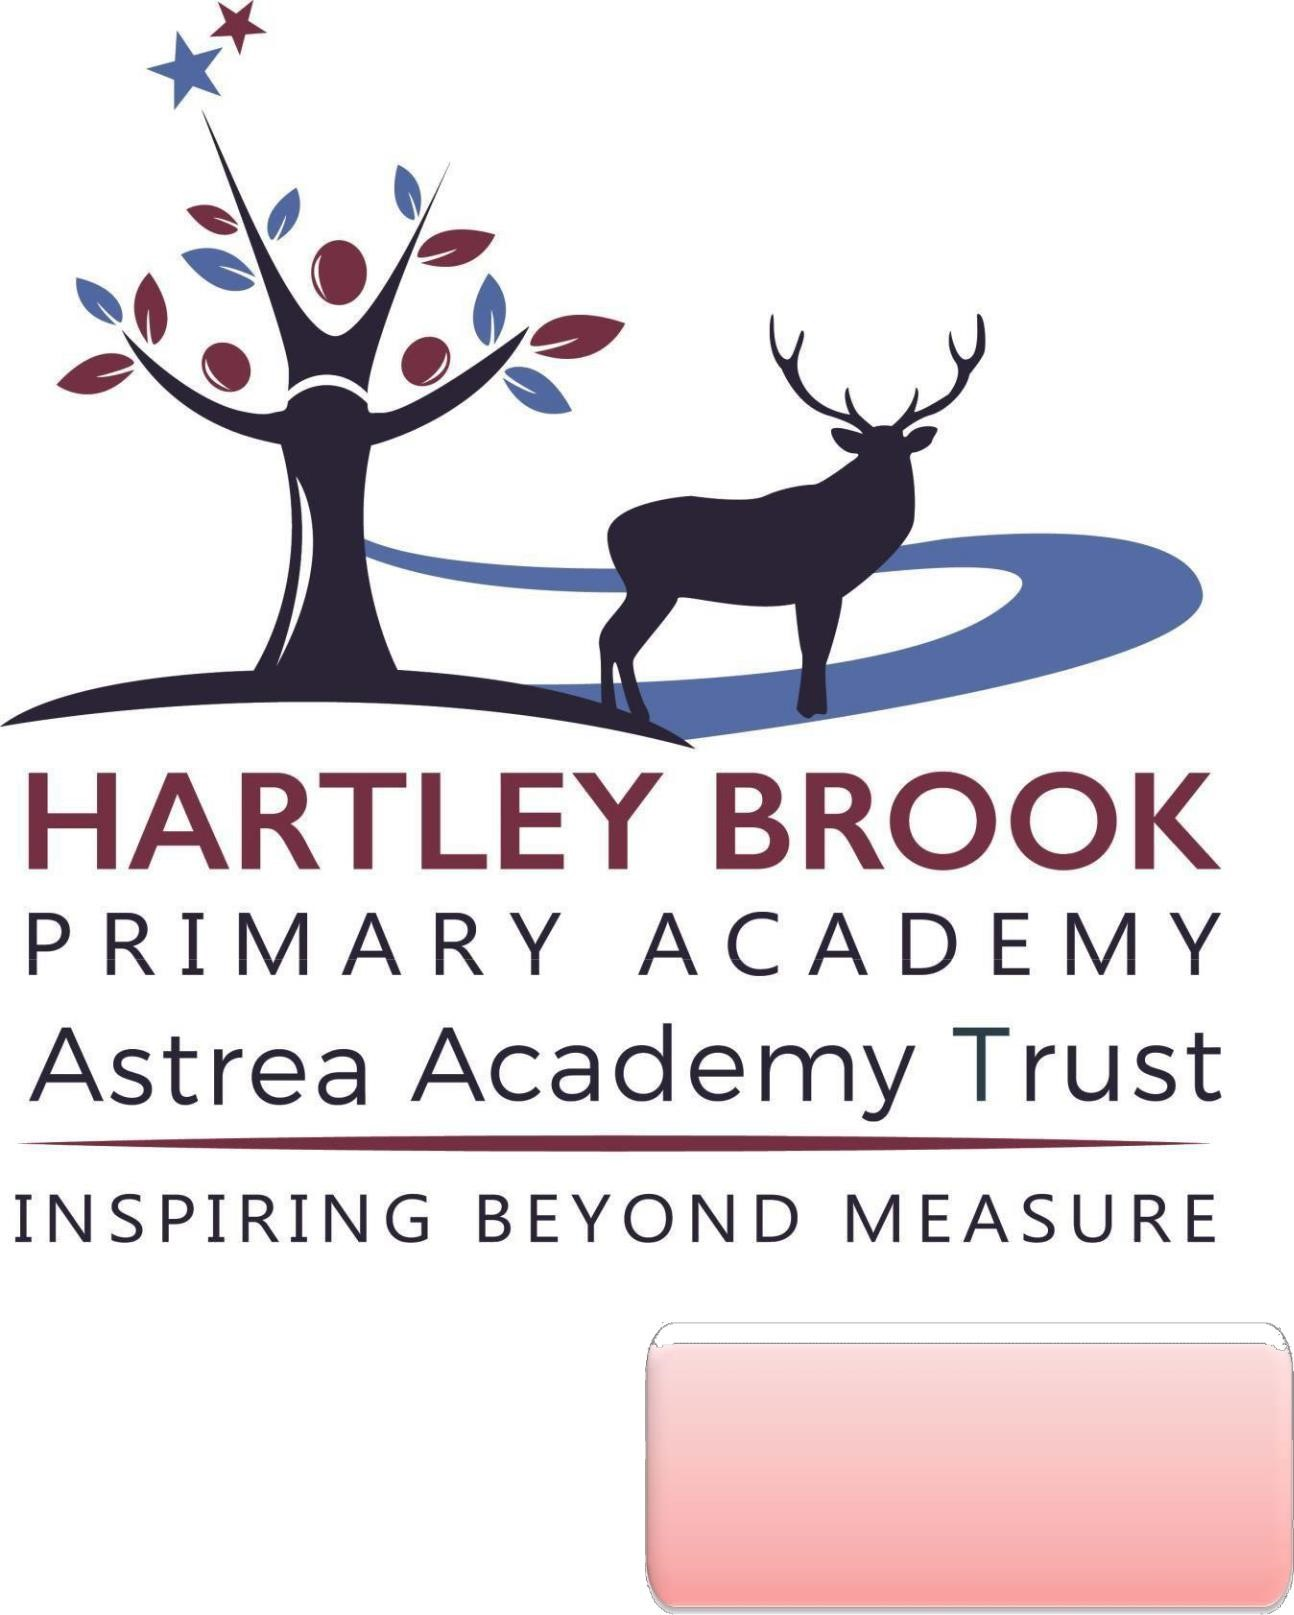 HARTLEY BROOK
PRIMARY ACADEMY
Astrea Academy Trust
INSPIRING BEYOND MEASURE